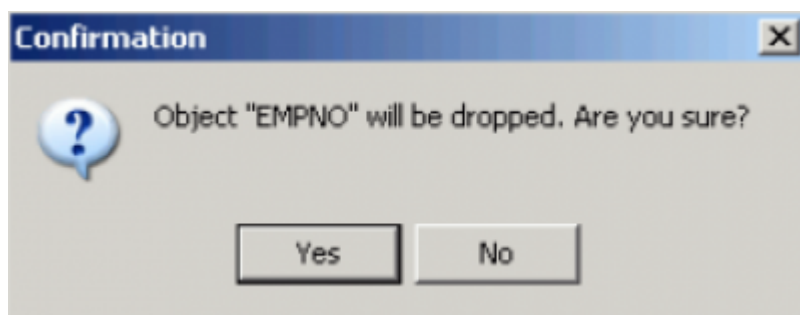 Confirmation
Object "EMPNO" will be dropped. Are you sure?
Yes
No